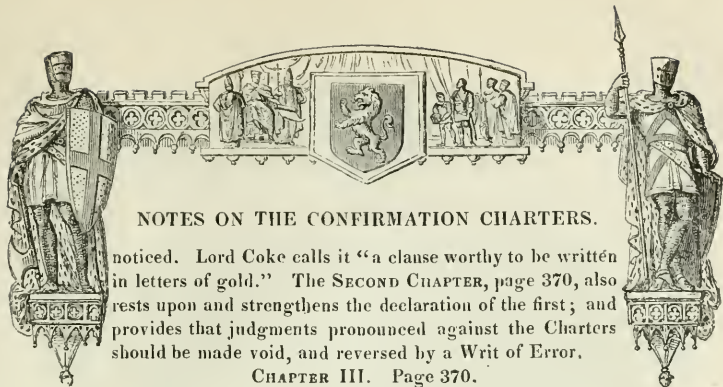 NOTES ON THE CONFIRMATION CHARTERS.
noticed. Lord Coke calls it “a clause worthy to be written
in letters of gold.” The SECOND CHAPTER, page 370, also
rests upon and strengthens the declaration of the first; and
provides that judgments pronounced against the Charters
should be made void, and reversed by a Writ of Error.
CHAPTER III. Page 370.